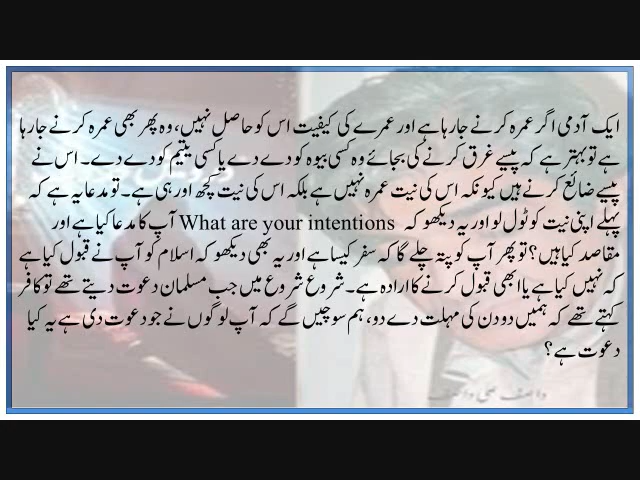 ایک آدمی اگر عمرہ کرنے جارہا ہے اور عمرے کی کیفیت اس کو حاصل نہیں، وہ پھر بھی عمرہ کرنے جارہا
ہے تو بہتر ہے کہ پیسے غرق کرنے کی بجائے وہ کسی بیوہ کو دے دے یا کسی یتیم کو دے دے۔ اس نے
پیسے ضائع کرنے ہیں کیونکہ اس کی نیت عمرہ نہیں ہے بلکہ اس کی نیت کچھ اور ہی ہے۔ تو مدعا یہ ہے کہ
پہلے اپنی نیت کو ٹول لو اور یہ دیکھو کہ What are your intentions آپ کا مدعا کیا ہے اور
مقاصد کیا ہیں؟ تو پھر آپ کو پتہ چلے گا کہ سفر کیسا ہے اور یہ بھی دیکھو کہ اسلام کو آپ نے قبول کیا ہے
کہ نہیں کیا ہے یا ابھی قبول کرنے کا ارادہ ہے۔ شروع شروع میں جب مسلمان دعوت دیتے تھے تو کافر
کہتے تھے کہ ہمیں دو دن کی مہلت دے دو، ہم سوچیں گے کہ آپ لوگوں نے جو دعوت دی ہے یہ کیا
دعوت ہے؟
واصف علی واصف